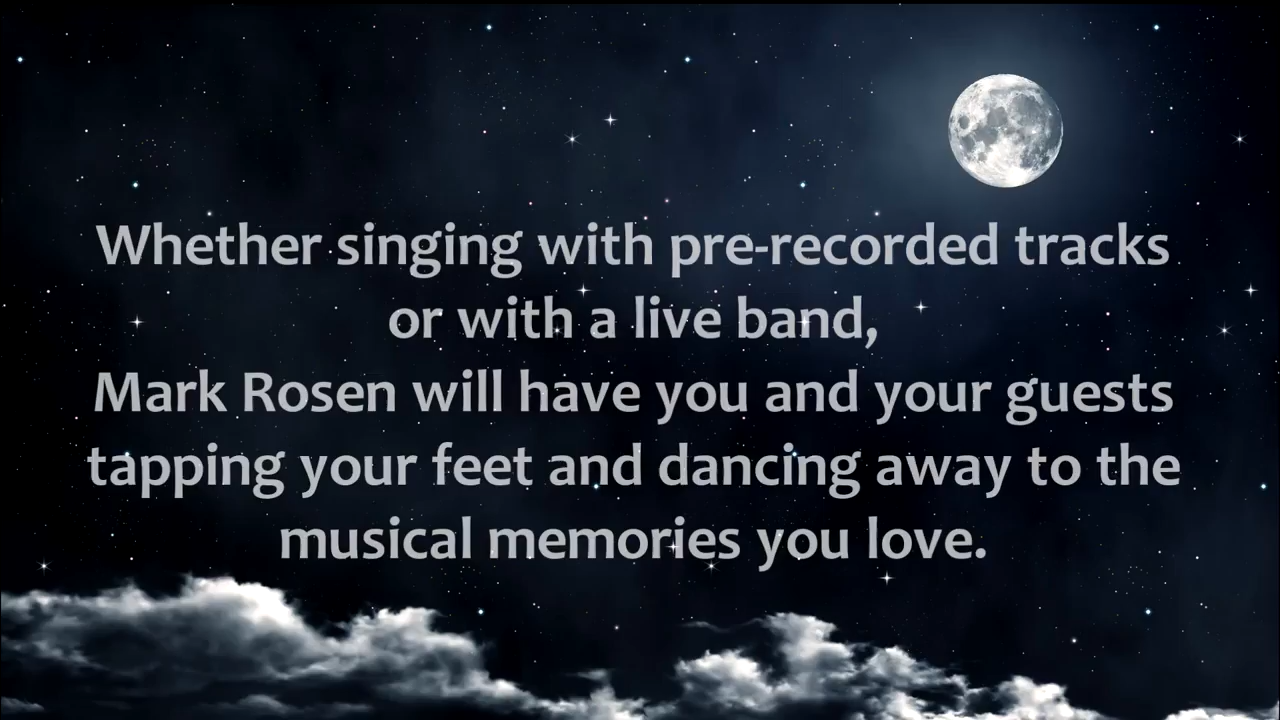 Whether singing with pre-recorded tracks
or with a live band,
Mark Rosen will have you and your guests
tapping your feet and dancing away to the
musical memories you love.